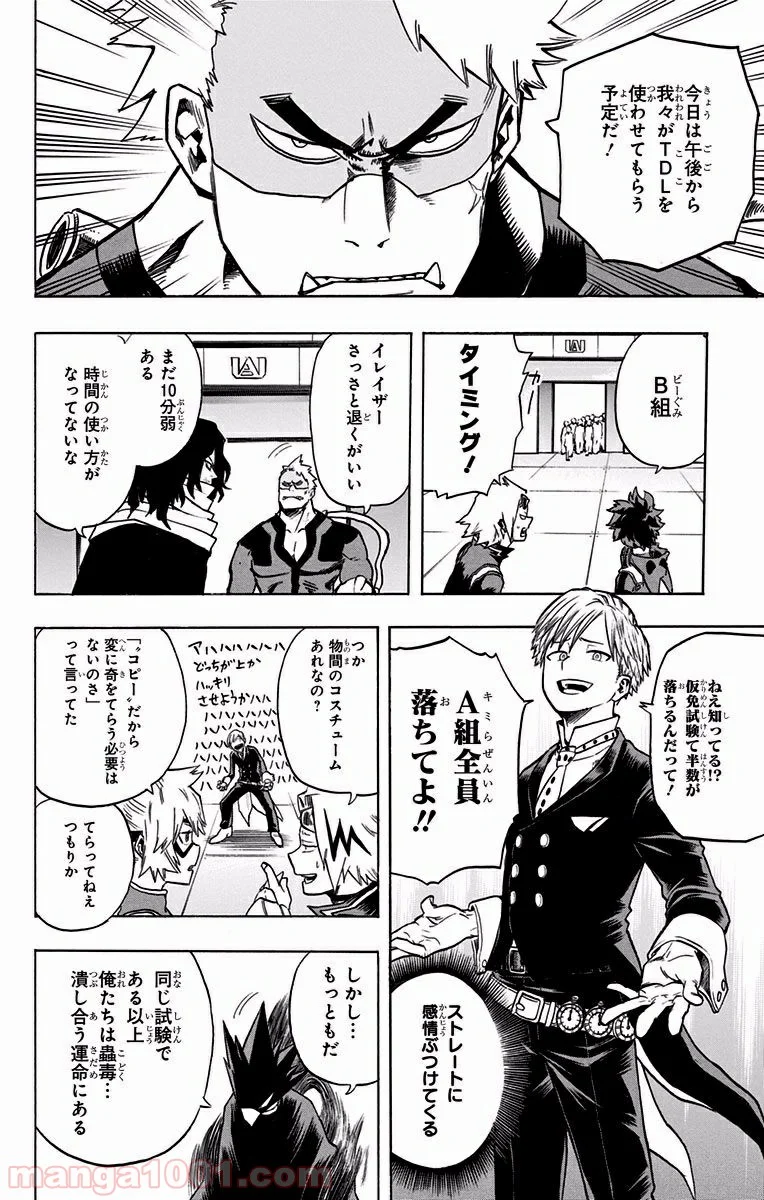 今日は午後から
我々がTDLを
使わせてもらう
予定だ！
B組
タイミング！
イレイザー
さっさと退くがいい
まだ10分弱
ある
時間の使い方が
なってないな
ねえ知ってる！？
仮免試験て半数が
落ちるんだって！
A組全員
落ちてよ！！
ストレートに
感情ぶつけてくる
つか
物間のコスチューム
あれなの？
アハハハハハハ
どっちが上か
ハッキリ
させようかハハ
「"コピー"だから
変に奇をてらう必要は
ないのさ」
って言ってた
てらってねえ
つもりか
しかし…
もっともだ
同じ試験で
ある以上
俺たちは蟲毒…
潰し合う運命にある
UA
UA
manga1001.com